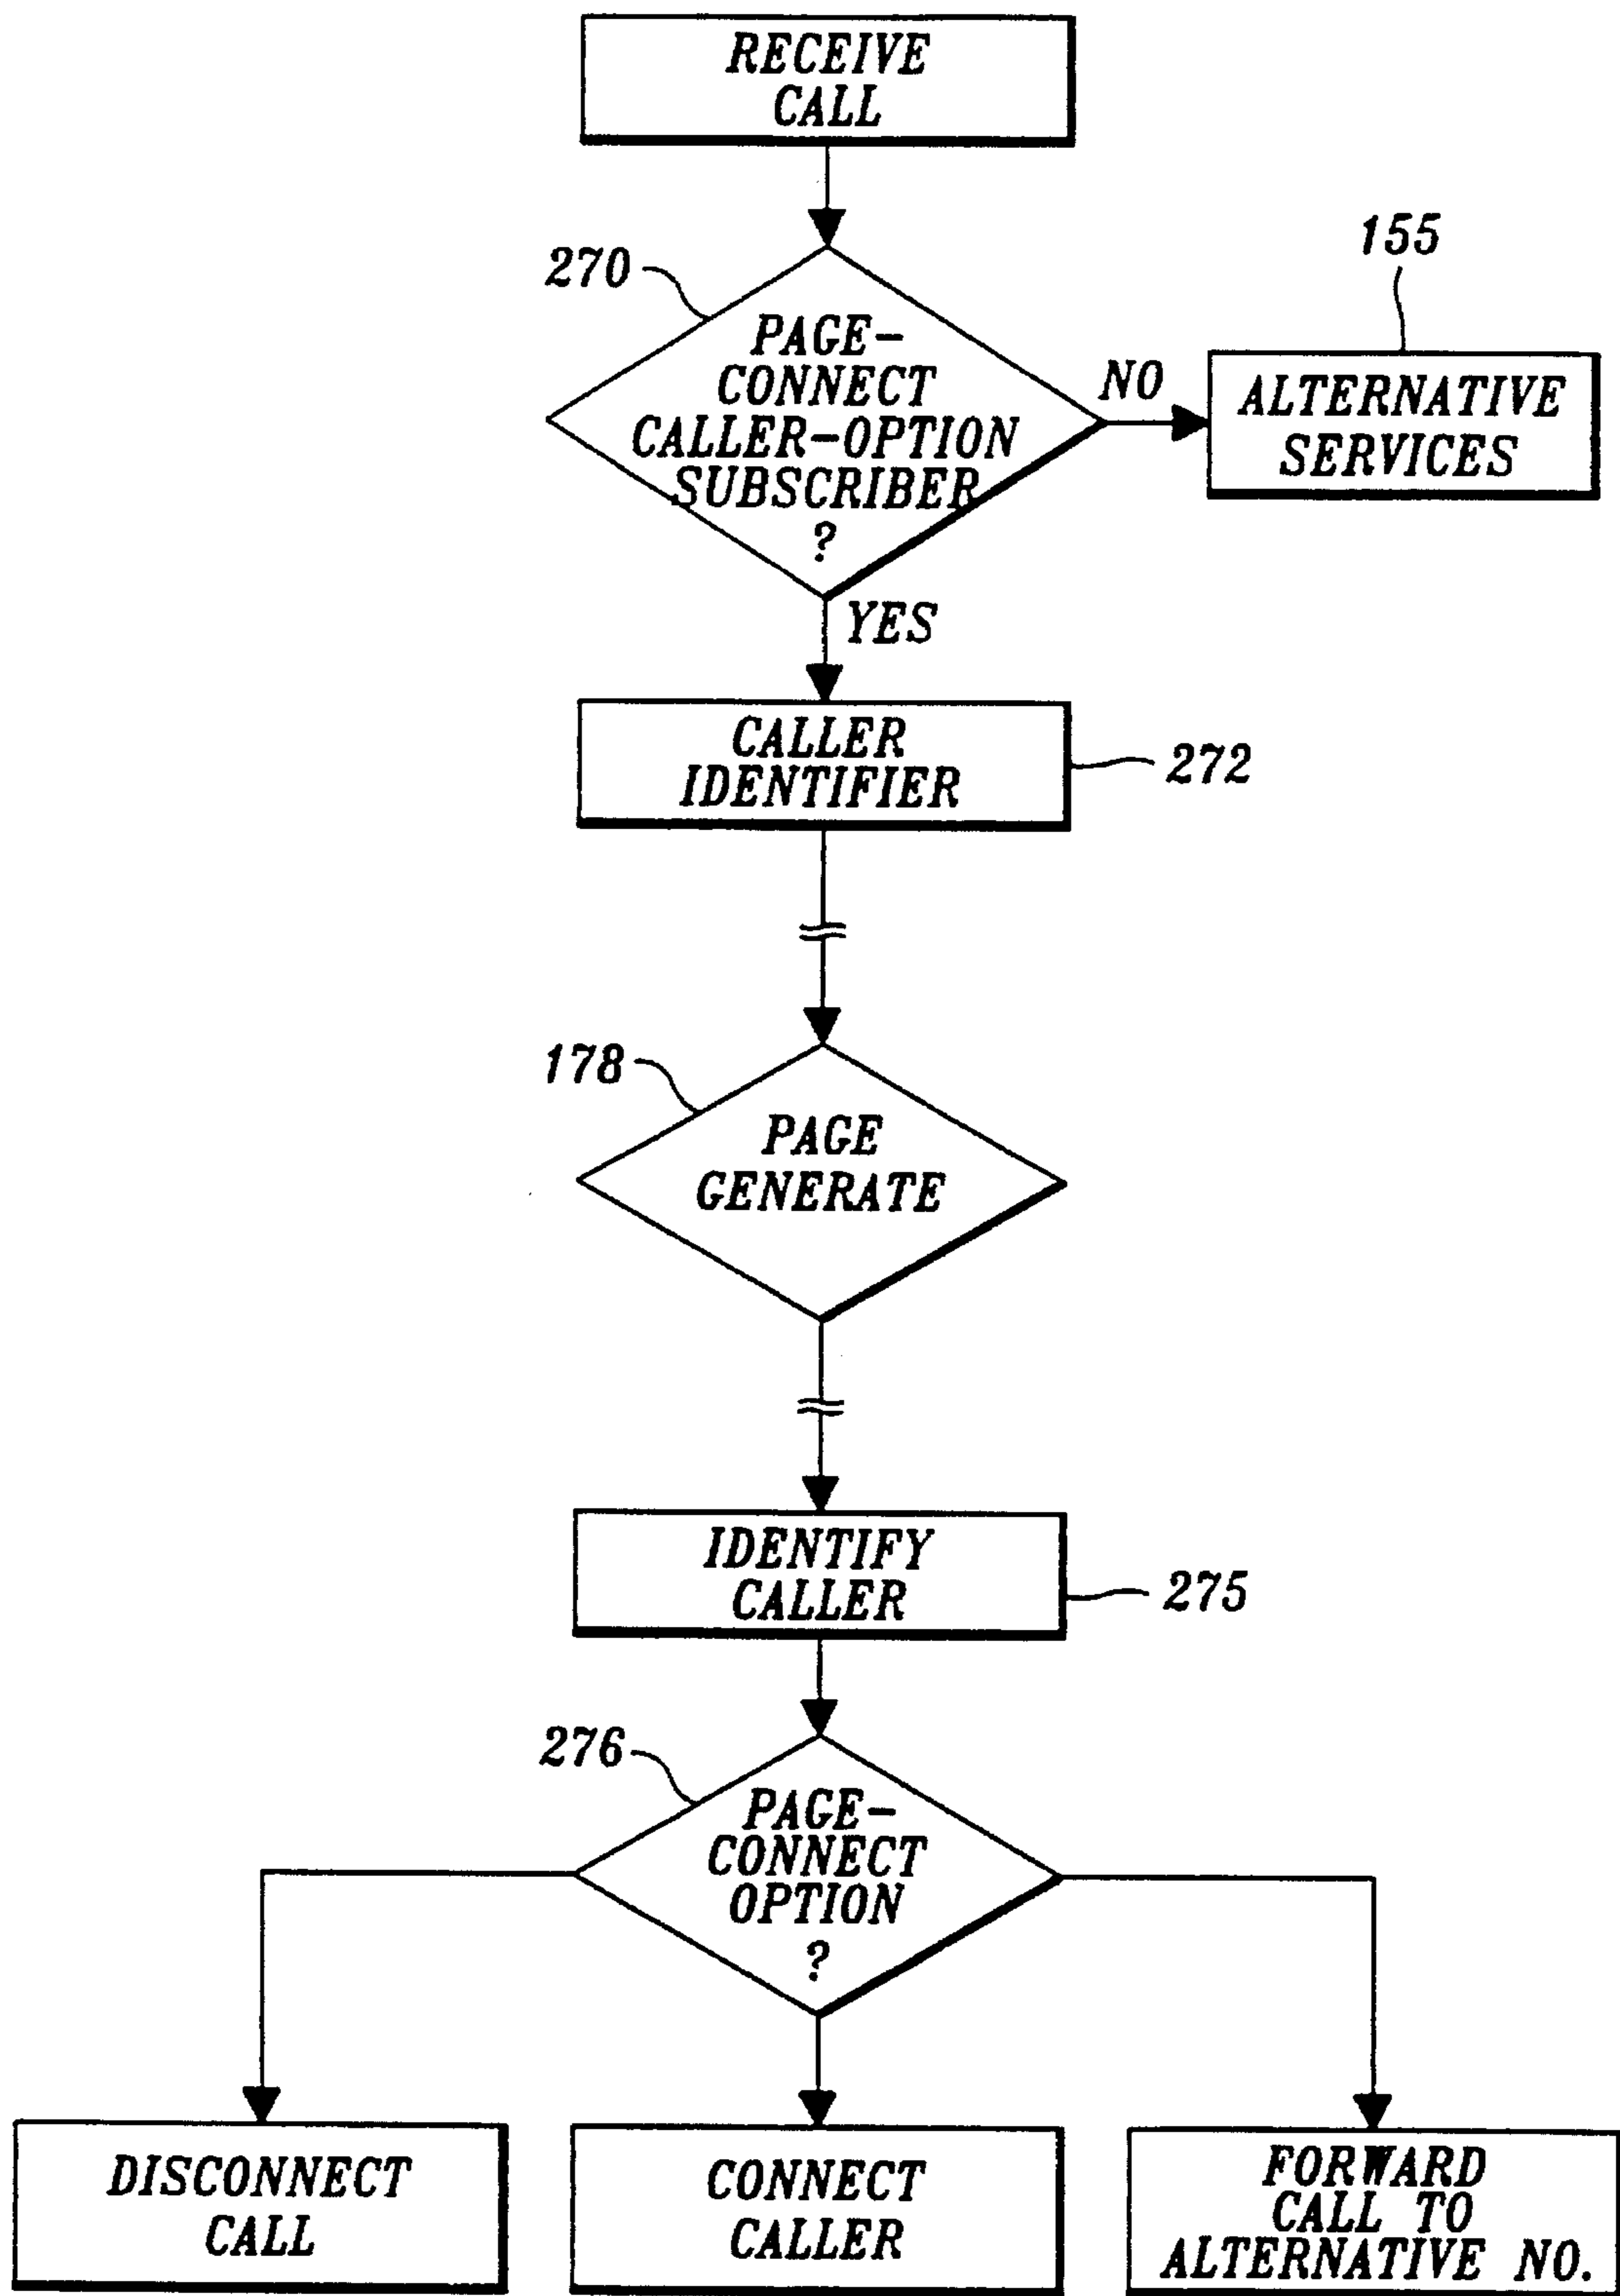 RECEIVE
CALL
270
155
PAGE-
CONNECT
CALLER-OPTION
SUBSCRIBER
?
NO
ALTERNATIVE
SERVICES
YES
CALLER
IDENTIFIER
272
178
PAGE
GENERATE
IDENTIFY
CALLER
275
276
PAGE-
CONNECT
OPTION
?
DISCONNECT
CALL
CONNECT
CALLER
FORWARD
CALL TO
ALTERNATIVE NO.